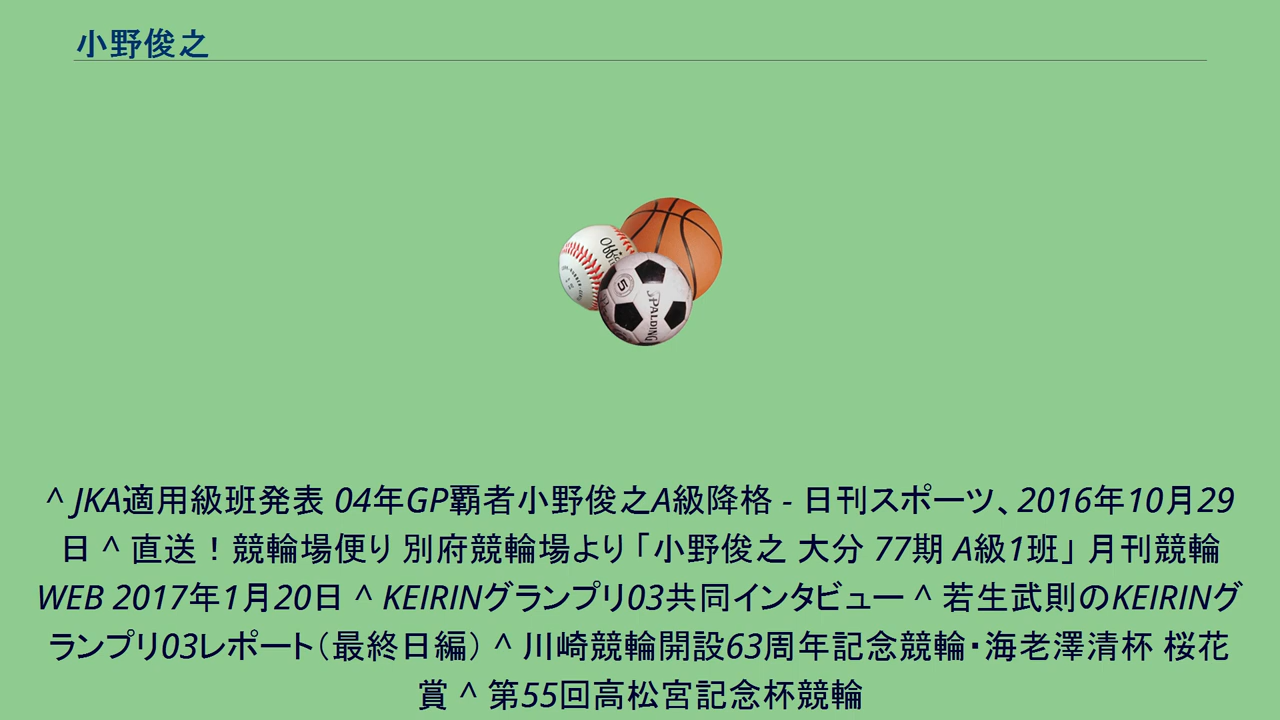 小野俊之
Offici
5
SPALDING
^ JKA適用級班発表 04年GP覇者小野俊之A級降格 - 日刊スポーツ、2016年10月29
日 ^ 直送！競輪場便り 別府競輪場より「小野俊之 大分 77期 A級1班」 月刊競輪
WEB 2017年1月20日 ^ KEIRINグランプリ03共同インタビュー ^ 若生武則のKEIRINグ
ランプリ03レポート（最終日編） ^ 川崎競輪開設63周年記念競輪・海老澤清杯 桜花
賞 ^ 第55回高松宮記念杯競輪